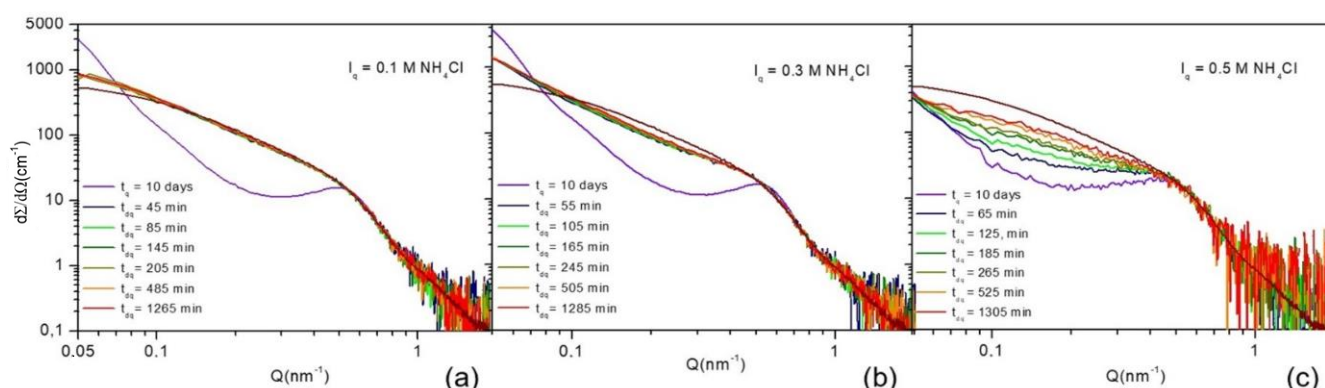 5000
1000
100
10
1
0,1
dΣ/dΩ(cm⁻¹)
I_q = 0.1 M NH₄Cl
t_q = 10 days
t_dq = 45 min
t_dq = 85 min
t_dq = 145 min
t_dq = 205 min
t_dq = 485 min
t_dq = 1265 min
0.05
0.1
1
Q(nm⁻¹)
(a)
I_q = 0.3 M NH₄Cl
t_q = 10 days
t_dq = 55 min
t_dq = 105 min
t_dq = 165 min
t_dq = 245 min
t_dq = 505 min
t_dq = 1285 min
0.1
1
Q(nm⁻¹)
(b)
I_q = 0.5 M NH₄Cl
t_q = 10 days
t_dq = 65 min
t_dq = 125, min
t_dq = 185 min
t_dq = 265 min
t_dq = 525 min
t_dq = 1305 min
0.1
1
Q(nm⁻¹)
(c)